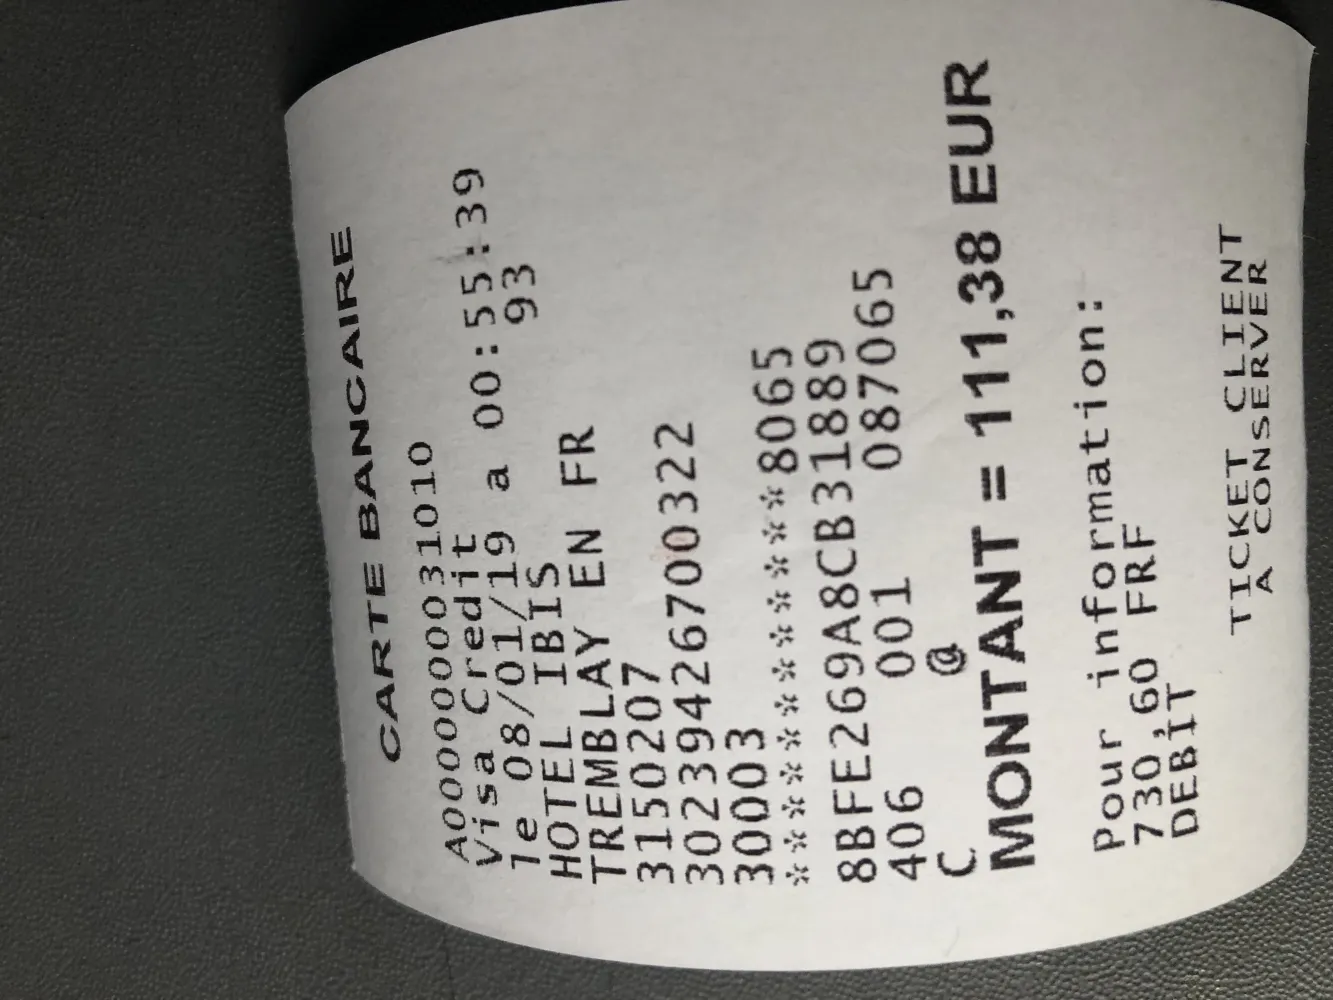 CARTE BANCAIRE
A0000000031010
Visa Credit
le 08/01/19 a 00:55:39
HOTEL IBIS 93
TREMBLAY EN FR
3150207
30239426700322
30003
************8065
8BFE269A8CB31889
406 001 087065
C @
MONTANT = 111,38 EUR
Pour information:
730,60 FRF
DEBIT
TICKET CLIENT
A CONSERVER